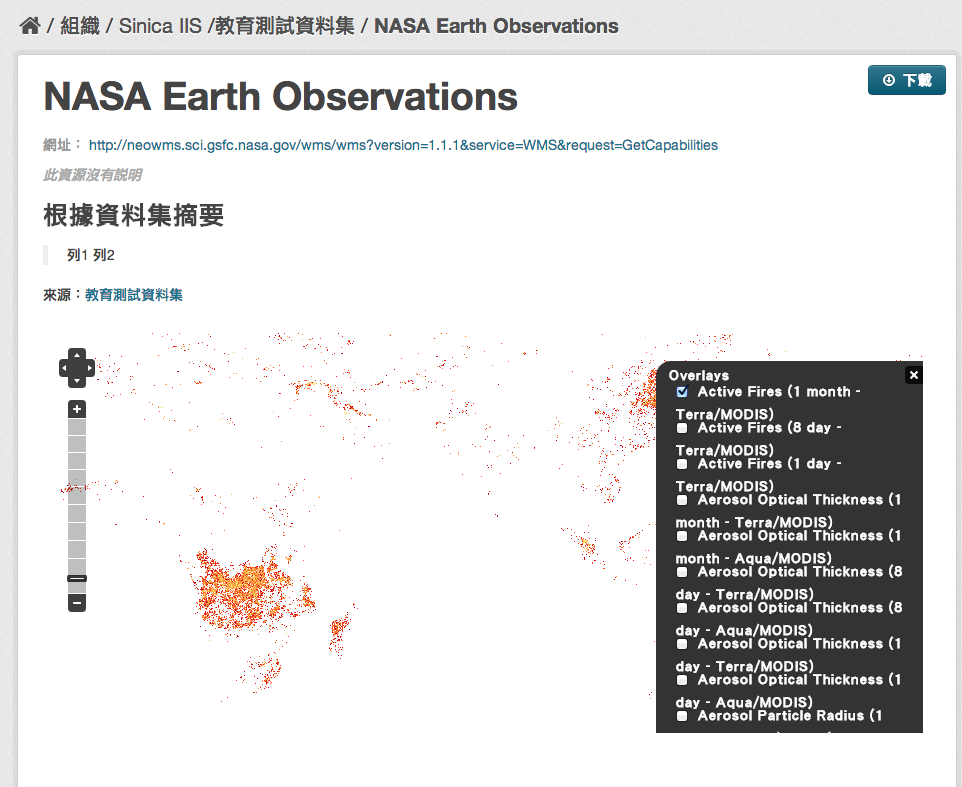 / 組織 / Sinica IIS /教育測試資料集 / NASA Earth Observations
NASA Earth Observations
下載
網址： http://neowms.sci.gsfc.nasa.gov/wms/wms?version=1.1.1&service=WMS&request=GetCapabilities
此資源沒有説明
根據資料集摘要
列1 列2
來源：教育測試資料集
Overlays
Active Fires (1 month -
Terra/MODIS)
Active Fires (8 day -
Terra/MODIS)
Active Fires (1 day -
Terra/MODIS)
Aerosol Optical Thickness (1
month - Terra/MODIS)
Aerosol Optical Thickness (1
month - Aqua/MODIS)
Aerosol Optical Thickness (8
day - Terra/MODIS)
Aerosol Optical Thickness (8
day - Aqua/MODIS)
Aerosol Optical Thickness (1
day - Terra/MODIS)
Aerosol Optical Thickness (1
day - Aqua/MODIS)
Aerosol Particle Radius (1